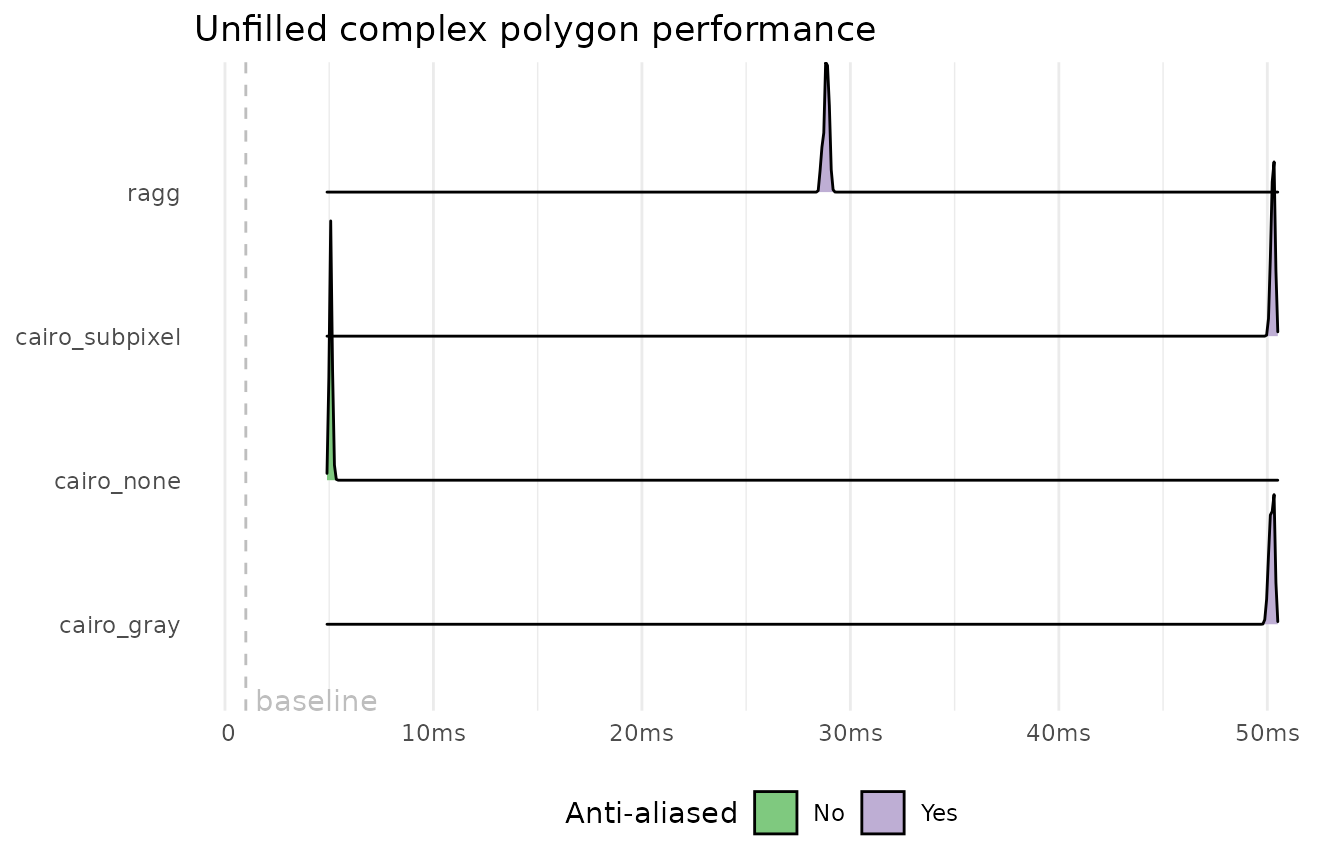 Unfilled complex polygon performance
ragg
cairo_subpixel
cairo_none
cairo_gray
baseline
0 10ms 20ms 30ms 40ms 50ms
Anti-aliased No Yes